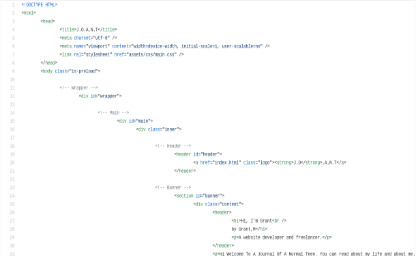 <!DOCTYPE HTML>
<html>
<head>
<title>J.O.A.N.T</title>
<meta charset="utf-8" />
<meta name="viewport" content="width=device-width, initial-scale=1, user-scalable=no" />
<link rel="stylesheet" href="assets/css/main.css" />
</head>
<body class="is-preload">
<!-- Wrapper -->
<div id="wrapper">
<!-- Main -->
<div id="main">
<div class="inner">
<!-- Header -->
<header id="header">
<a href="index.html" class="logo"><strong>J.O</strong>.A.N.T</a>
</header>
<!-- Banner -->
<section id="banner">
<div class="content">
<header>
<h1>Hi, I'm Grant<br />
by Grant.M</h1>
<p>A website developer and freelancer.</p>
</header>
<p>Hi Welcome To A Journal Of A Normal Teen. You can read about my life and about me.